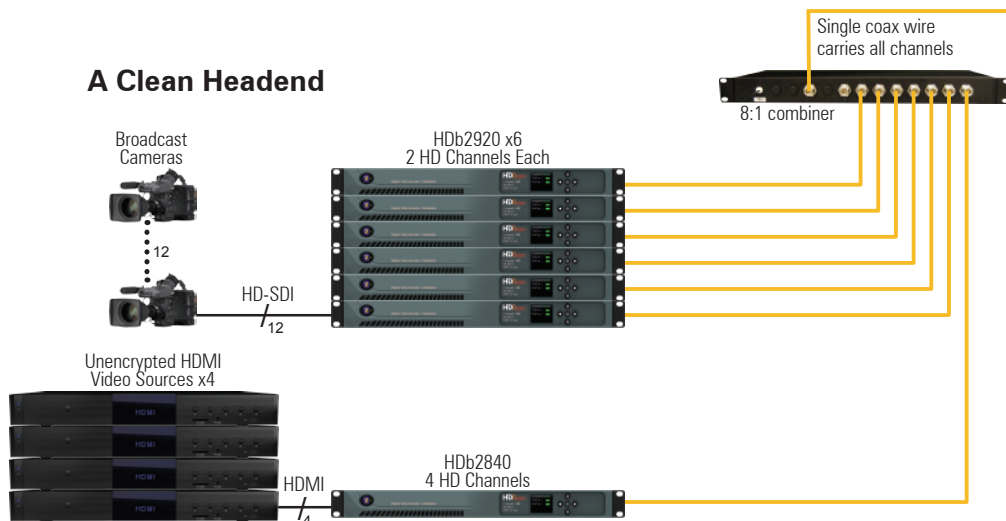 Single coax wire
carries all channels
A Clean Headend
8:1 combiner
Broadcast
Cameras
HDb2920 x6
2 HD Channels Each
12
HD-SDI
12
Unencrypted HDMI
Video Sources x4
HDMI
HDMI
HDMI
HDMI
HDMI
4
HDb2840
4 HD Channels